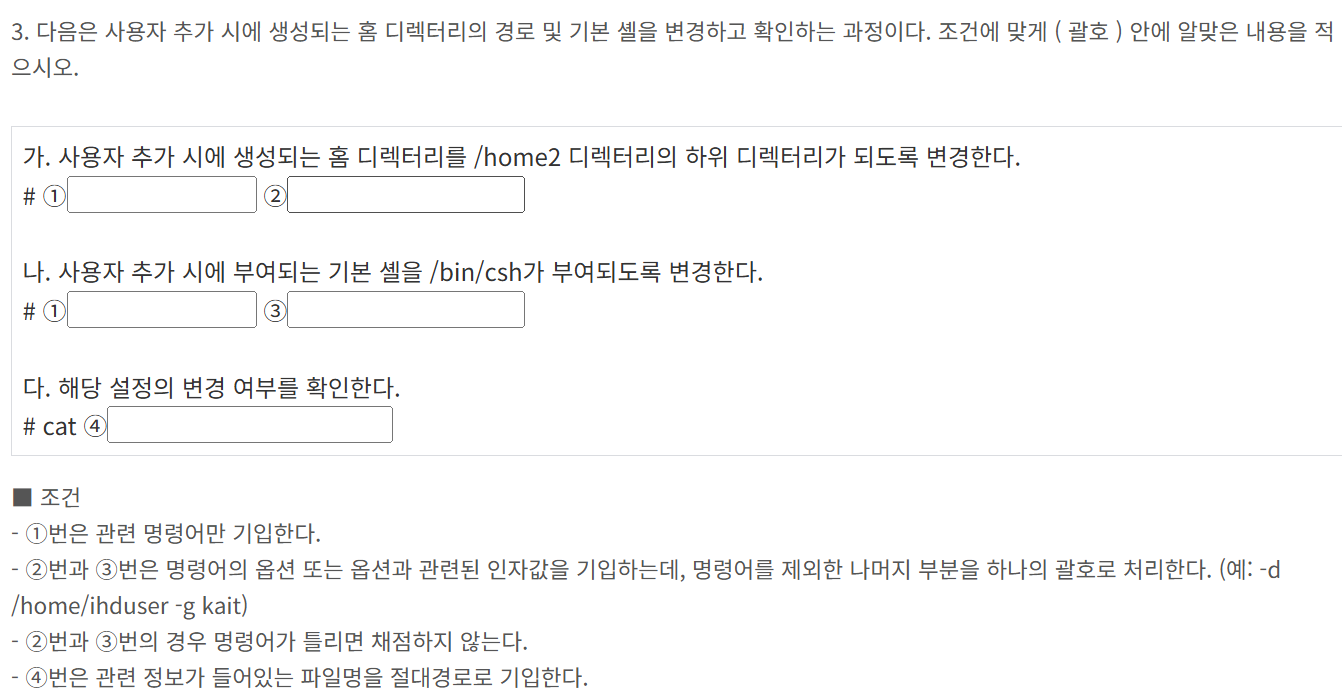 3. 다음은 사용자 추가 시에 생성되는 홈 디렉터리의 경로 및 기본 셸을 변경하고 확인하는 과정이다. 조건에 맞게 ( 괄호 ) 안에 알맞은 내용을 적
으시오.
가. 사용자 추가 시에 생성되는 홈 디렉터리를 /home2 디렉터리의 하위 디렉터리가 되도록 변경한다.
# ① ②
나. 사용자 추가 시에 부여되는 기본 셸을 /bin/csh가 부여되도록 변경한다.
# ① ③
다. 해당 설정의 변경 여부를 확인한다.
# cat ④
■ 조건
- ①번은 관련 명령어만 기입한다.
- ②번과 ③번은 명령어의 옵션 또는 옵션과 관련된 인자값을 기입하는데, 명령어를 제외한 나머지 부분을 하나의 괄호로 처리한다. (예: -d
/home/ihduser -g kait)
- ②번과 ③번의 경우 명령어가 틀리면 채점하지 않는다.
- ④번은 관련 정보가 들어있는 파일명을 절대경로로 기입한다.